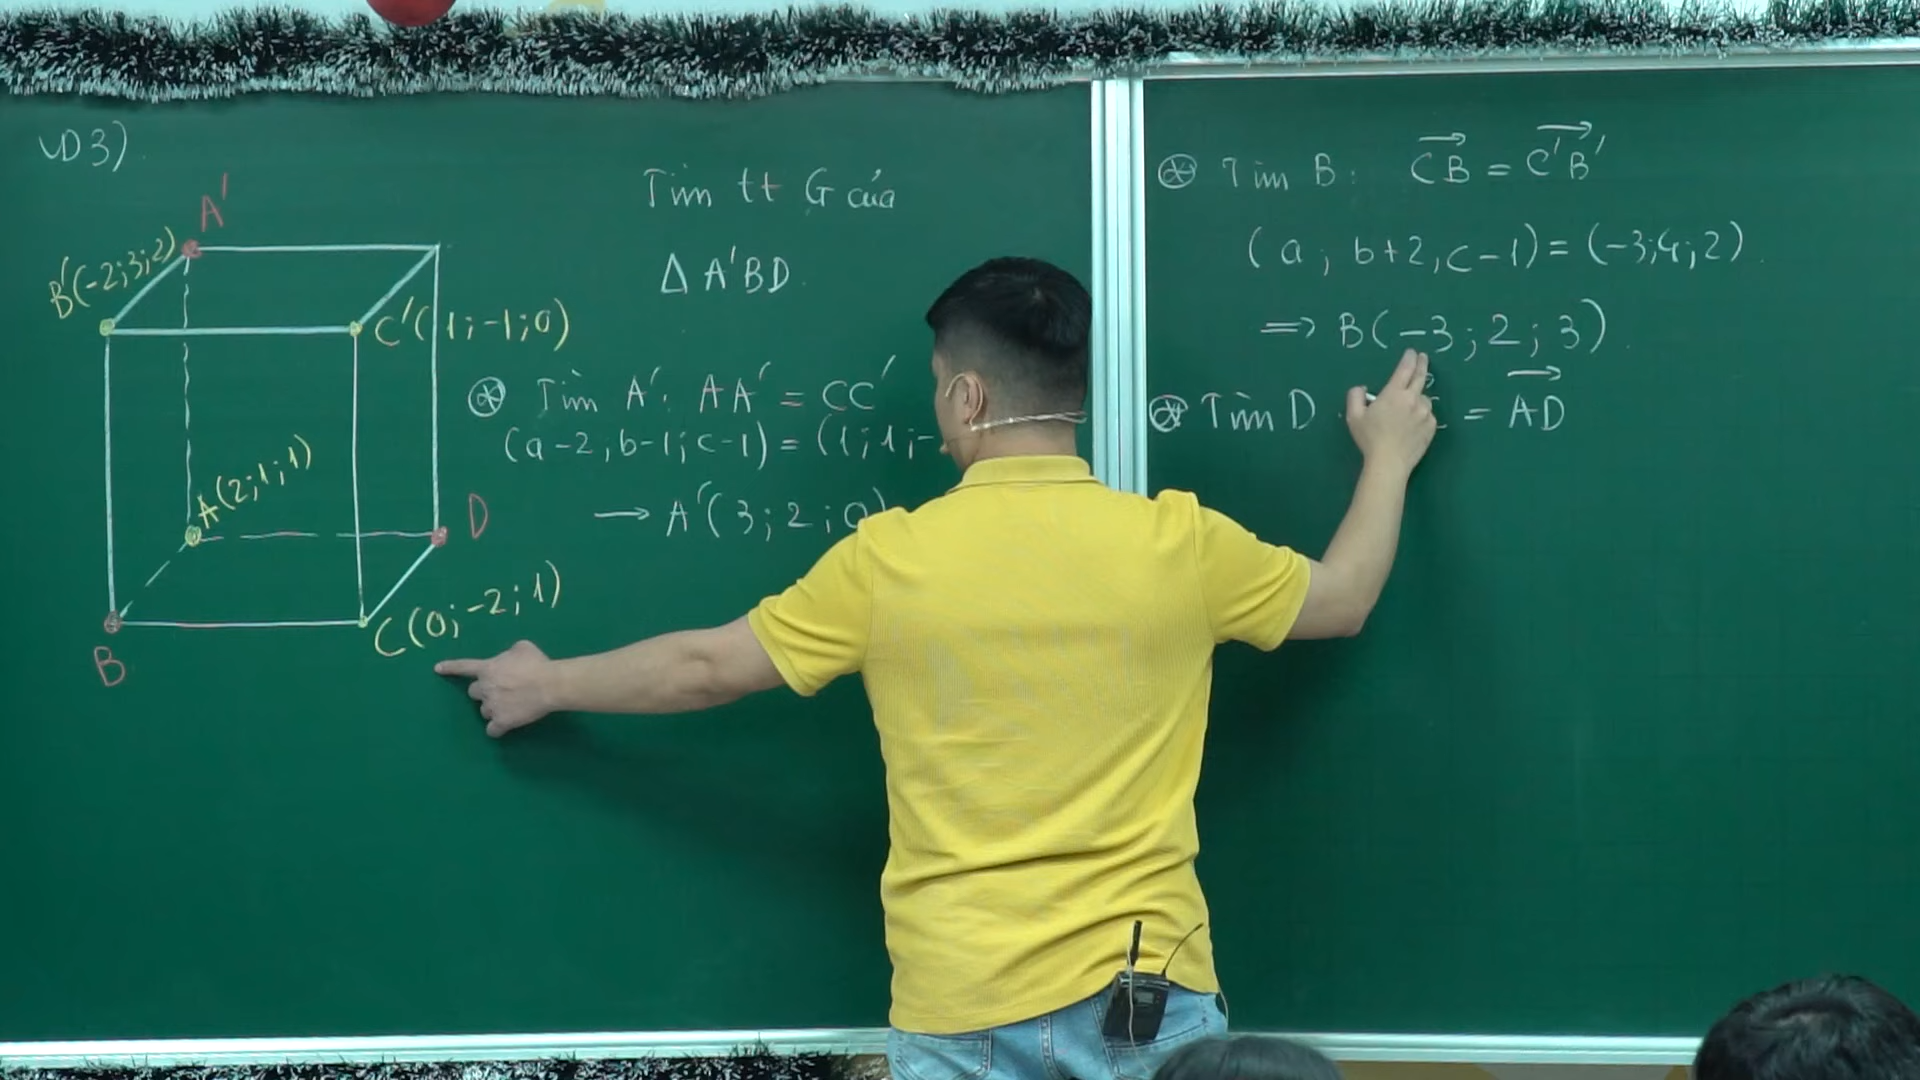 VD3)
A'
B'(-2;3;2)
C'(1;-1;0)
A(2;1;1)
D
C(0;-2;1)
B
Tìm tt G của
Δ A'BD.
⊛ Tìm A': AA' = CC'
(a-2, b-1; c-1) = (1; 1; -
→ A'(3; 2; 0)
⊛ Tìm B: CB = C'B'
(a; b+2, c-1) = (-3; 4; 2).
=> B(-3; 2; 3).
⊛ Tìm D = AD